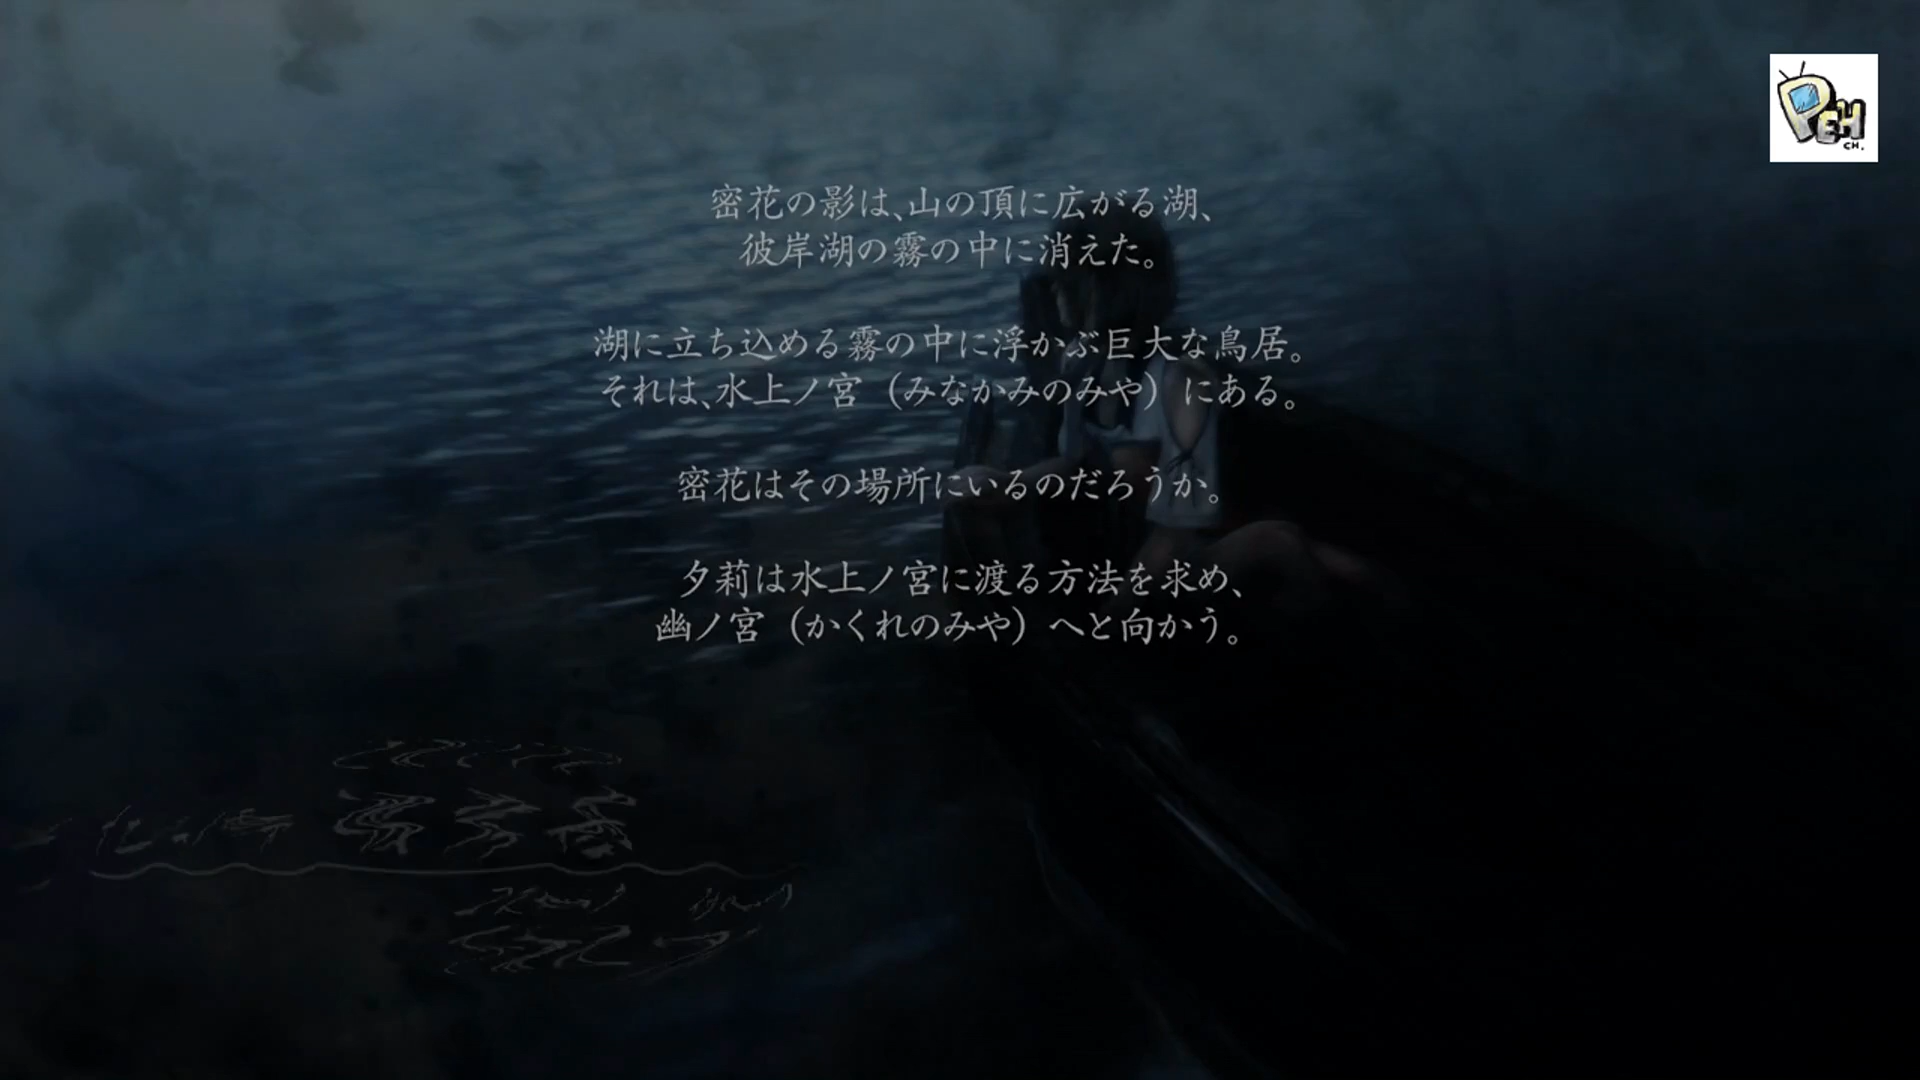 PEH
CH.
密花の影は、山の頂に広がる湖、
彼岸湖の霧の中に消えた。
湖に立ち込める霧の中に浮かぶ巨大な鳥居。
それは、水上ノ宮（みなかみのみや）にある。
密花はその場所にいるのだろうか。
夕莉は水上ノ宮に渡る方法を求め、
幽ノ宮（かくれのみや）へと向かう。